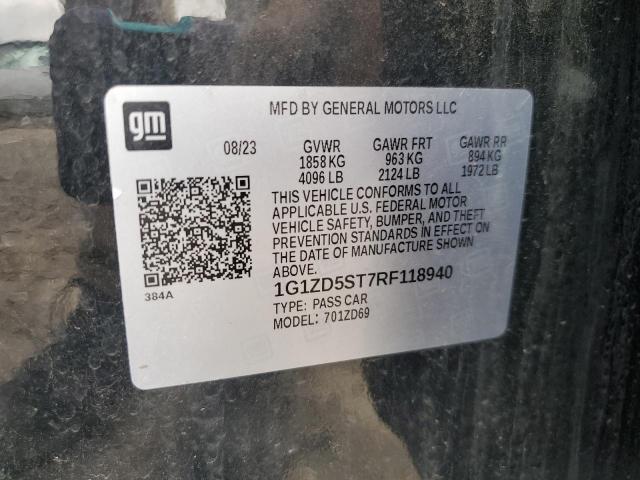 gm
MFD BY GENERAL MOTORS LLC
08/23 GVWR GAWR FRT GAWR RR
1858 KG 963 KG 894 KG
4096 LB 2124 LB 1972 LB
THIS VEHICLE CONFORMS TO ALL
APPLICABLE U.S. FEDERAL MOTOR
VEHICLE SAFETY, BUMPER, AND THEFT
PREVENTION STANDARDS IN EFFECT ON
THE DATE OF MANUFACTURE SHOWN
ABOVE.
384A
1G1ZD5ST7RF118940
TYPE: PASS CAR
MODEL: 701ZD69